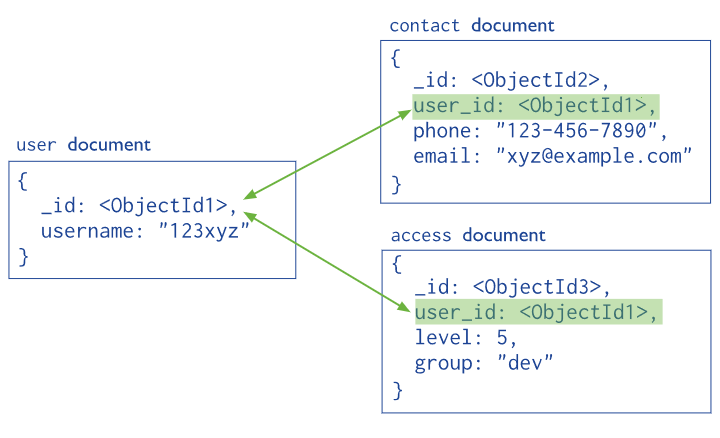 contact document
{
_id: <ObjectId2>,
user_id: <ObjectId1>,
phone: "123-456-7890",
email: "xyz@example.com"
}
user document
{
_id: <ObjectId1>,
username: "123xyz"
}
access document
{
_id: <ObjectId3>,
user_id: <ObjectId1>,
level: 5,
group: "dev"
}